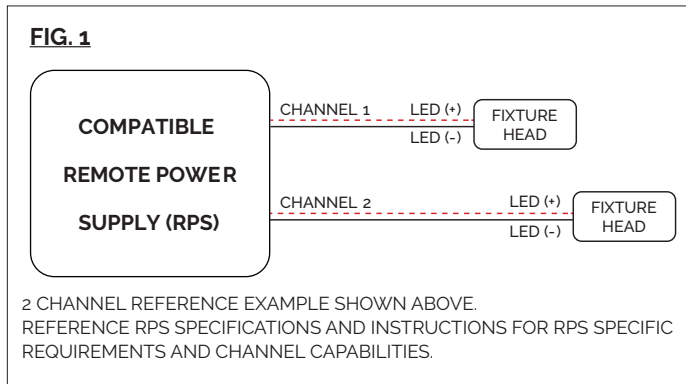 FIG. 1
COMPATIBLE
REMOTE POWER
SUPPLY (RPS)
CHANNEL 1
LED (+)
LED (-)
FIXTURE
HEAD
CHANNEL 2
LED (+)
LED (-)
FIXTURE
HEAD
2 CHANNEL REFERENCE EXAMPLE SHOWN ABOVE.
REFERENCE RPS SPECIFICATIONS AND INSTRUCTIONS FOR RPS SPECIFIC
REQUIREMENTS AND CHANNEL CAPABILITIES.